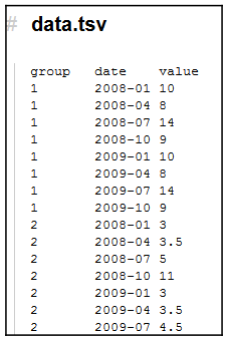 # data.tsv
group date value
1 2008-01 10
1 2008-04 8
1 2008-07 14
1 2008-10 9
1 2009-01 10
1 2009-04 8
1 2009-07 14
1 2009-10 9
2 2008-01 3
2 2008-04 3.5
2 2008-07 5
2 2008-10 11
2 2009-01 3
2 2009-04 3.5
2 2009-07 4.5